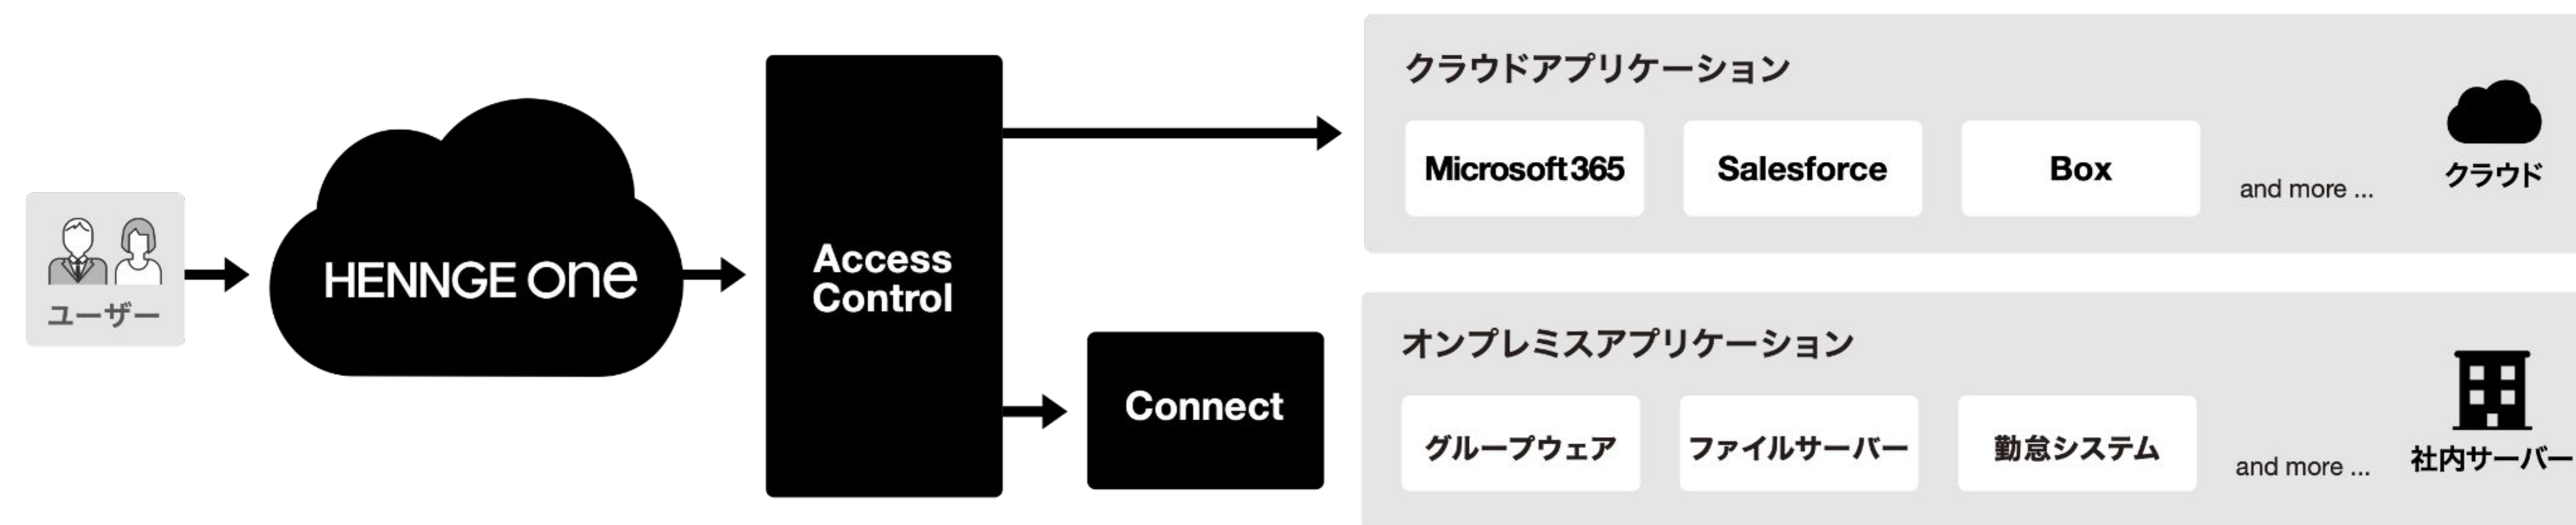 ユーザー
HENNGE one
Access
Control
Connect
クラウドアプリケーション
Microsoft 365
Salesforce
Box
and more ...
クラウド
オンプレミスアプリケーション
グループウェア
ファイルサーバー
勤怠システム
and more ...
社内サーバー